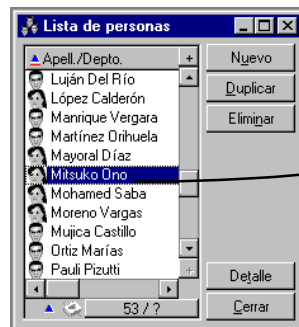 Lista de personas
Apell./Depto. +
Luján Del Río
López Calderón
Manrique Vergara
Martínez Orihuela
Mayoral Díaz
Mitsuko Ono
Mohamed Saba
Moreno Vargas
Mujica Castillo
Ortiz Marías
Pauli Pizutti
53 / ?
Nuevo
Duplicar
Eliminar
Detalle
Cerrar